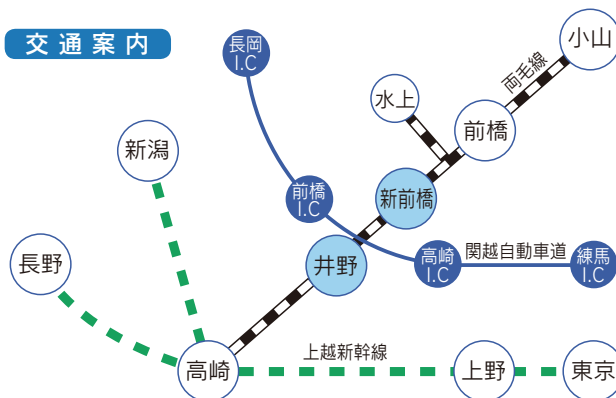 交通案内
長岡
I.C
小山
両毛線
水上
前橋
新潟
前橋
I.C
新前橋
長野
井野
高崎
I.C
関越自動車道
練馬
I.C
高崎
上越新幹線
上野
東京